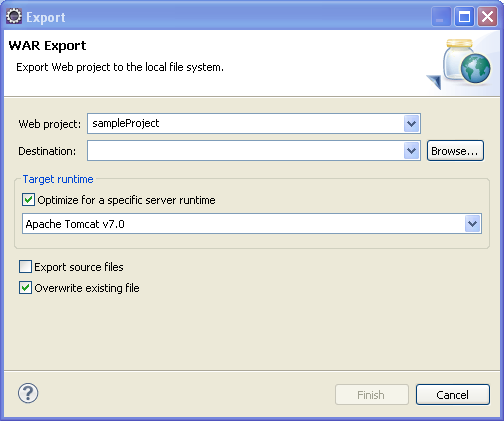 Export
WAR Export
Export Web project to the local file system.
Web project: sampleProject
Destination: Browse...
Target runtime
Optimize for a specific server runtime
Apache Tomcat v7.0
Export source files
Overwrite existing file
? Finish Cancel